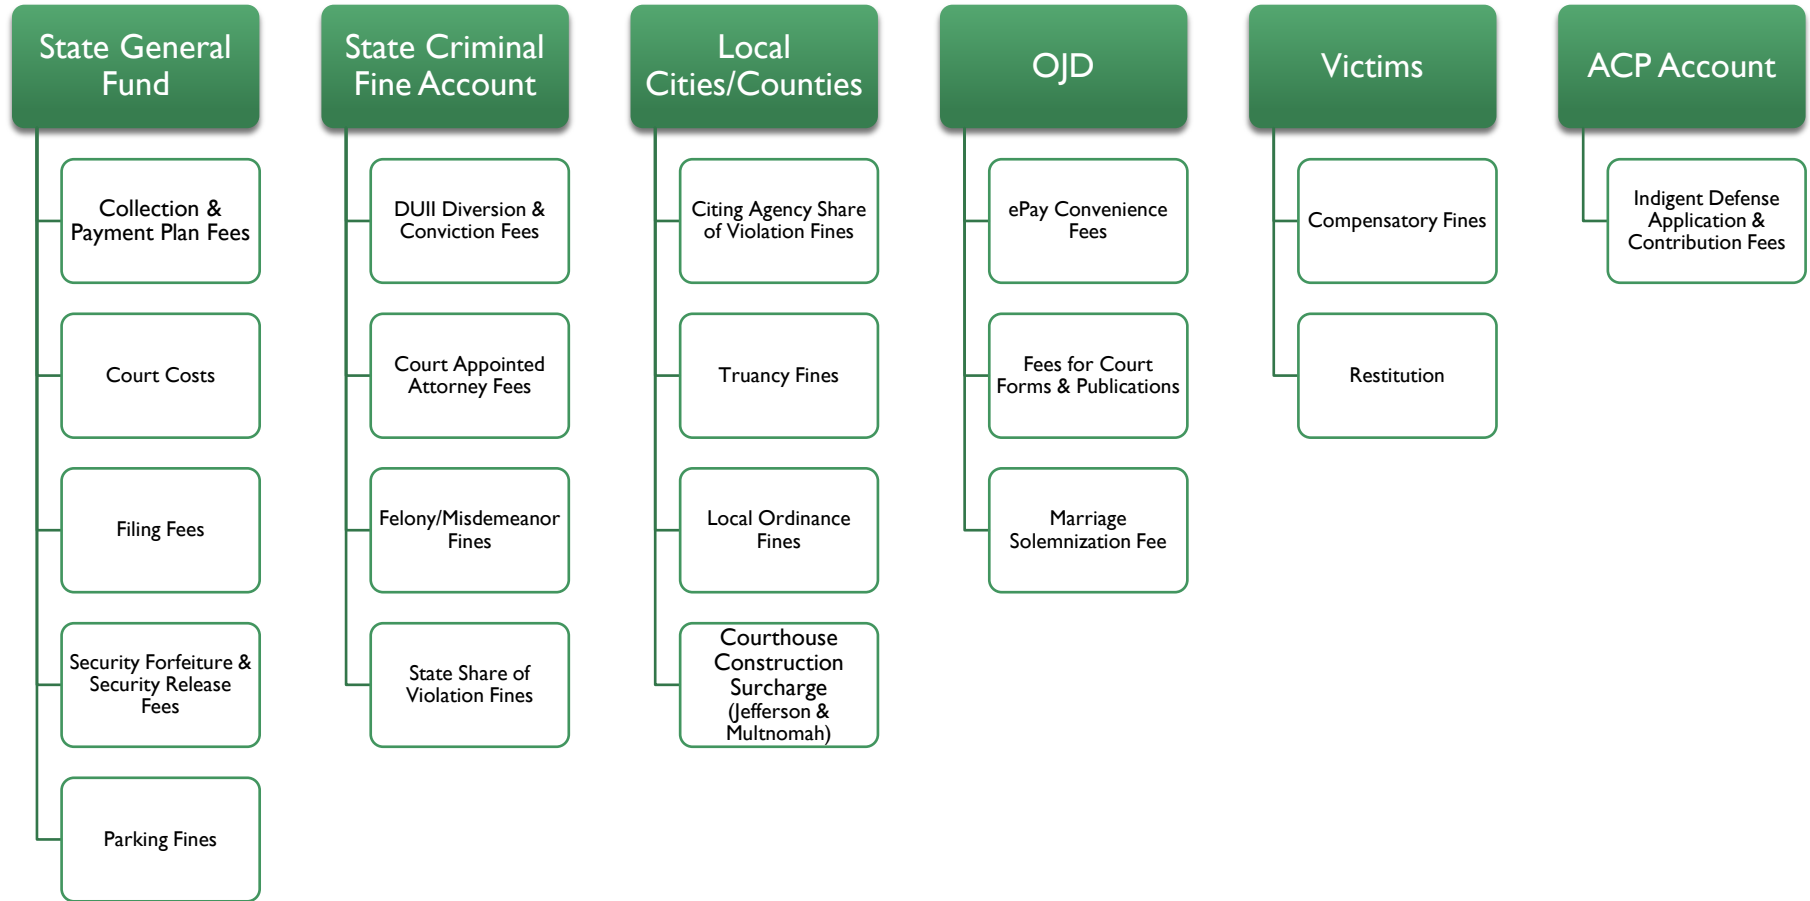 State General
Fund
Collection &
Payment Plan Fees
Court Costs
Filing Fees
Security Forfeiture &
Security Release
Fees
Parking Fines
State Criminal
Fine Account
DUII Diversion &
Conviction Fees
Court Appointed
Attorney Fees
Felony/Misdemeanor
Fines
State Share of
Violation Fines
Local
Cities/Counties
Citing Agency Share
of Violation Fines
Truancy Fines
Local Ordinance
Fines
Courthouse
Construction
Surcharge
(Jefferson &
Multnomah)
OJD
ePay Convenience
Fees
Fees for Court
Forms & Publications
Marriage
Solemnization Fee
Victims
Compensatory Fines
Restitution
ACP Account
Indigent Defense
Application &
Contribution Fees